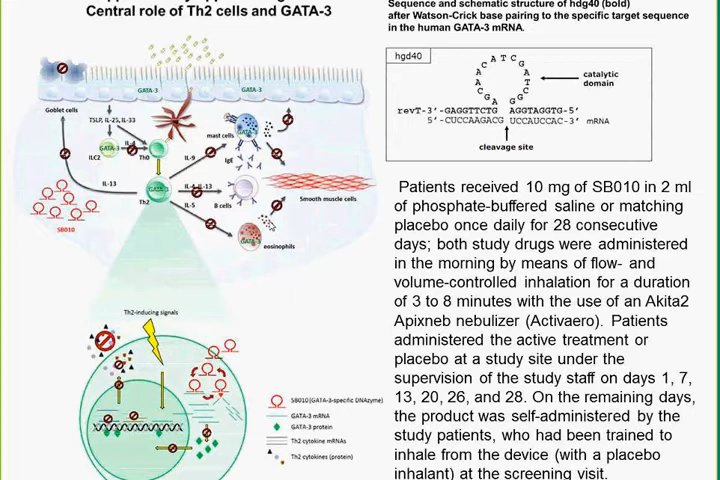 Central role of Th2 cells and GATA-3
Sequence and schematic structure of hdg40 (bold)
after Watson-Crick base pairing to the specific target sequence
in the human GATA-3 mRNA.
hgd40
C A T C G
A A
A T
C C
G A G G
catalytic
domain
revT-3'-GAGGTTCTG AGGTAGGTG-5'
5'-CUCCAAGACG UCCAUCCAC-3' mRNA
cleavage site
GATA-3
GATA-3
Goblet cells
TSLP, IL-25, IL-33
GATA-3
ILC2
IL-4
Th0
IL-9
mast cells
IgE
IL-13
GATA-3
Th2
IL-4, IL-13
B cells
IL-5
GATA-3
eosinophils
Smooth muscle cells
SB010
Th2-inducing signals
SB010 (GATA-3-specific DNAzyme)
GATA-3 mRNA
GATA-3 protein
Th2 cytokine mRNAs
Th2 cytokines (protein)
Patients received 10 mg of SB010 in 2 ml
of phosphate-buffered saline or matching
placebo once daily for 28 consecutive
days; both study drugs were administered
in the morning by means of flow- and
volume-controlled inhalation for a duration
of 3 to 8 minutes with the use of an Akita2
Apixneb nebulizer (Activaero). Patients
administered the active treatment or
placebo at a study site under the
supervision of the study staff on days 1, 7,
13, 20, 26, and 28. On the remaining days,
the product was self-administered by the
study patients, who had been trained to
inhale from the device (with a placebo
inhalant) at the screening visit.